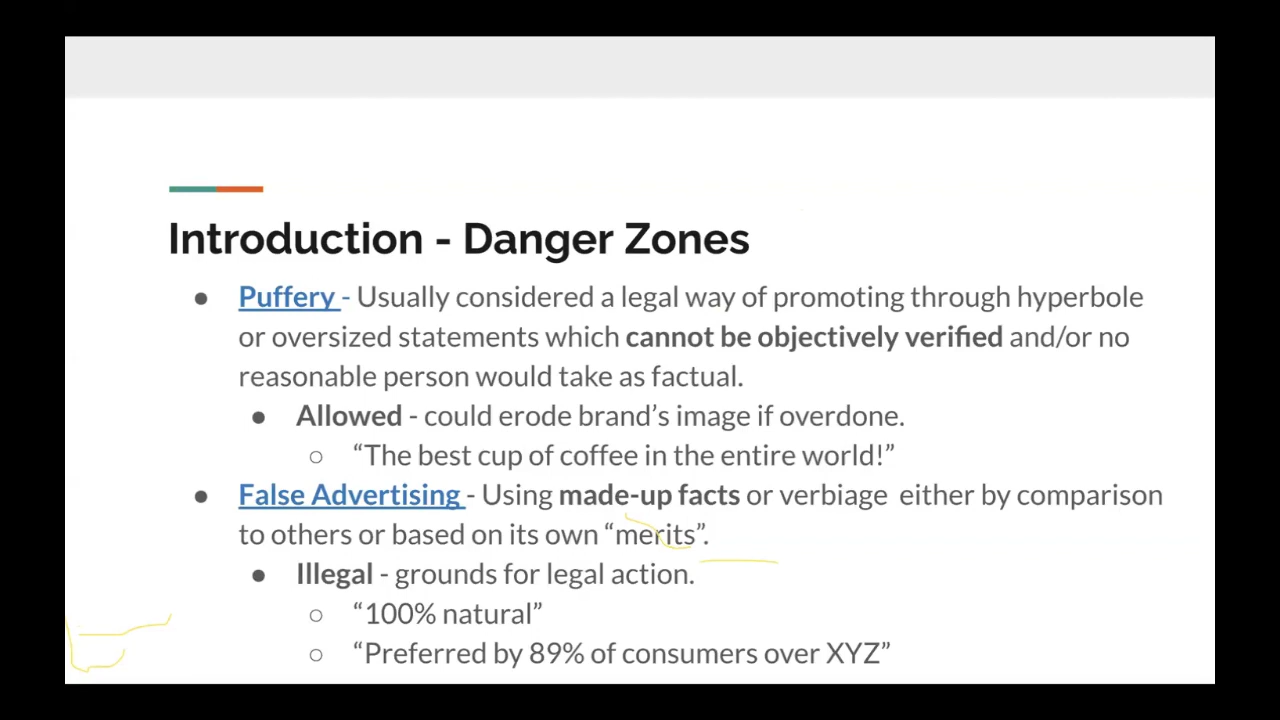 Introduction - Danger Zones
● Puffery - Usually considered a legal way of promoting through hyperbole
or oversized statements which cannot be objectively verified and/or no
reasonable person would take as factual.
● Allowed - could erode brand’s image if overdone.
○ “The best cup of coffee in the entire world!”
● False Advertising - Using made-up facts or verbiage either by comparison
to others or based on its own “merits”.
● Illegal - grounds for legal action.
○ “100% natural”
○ “Preferred by 89% of consumers over XYZ”